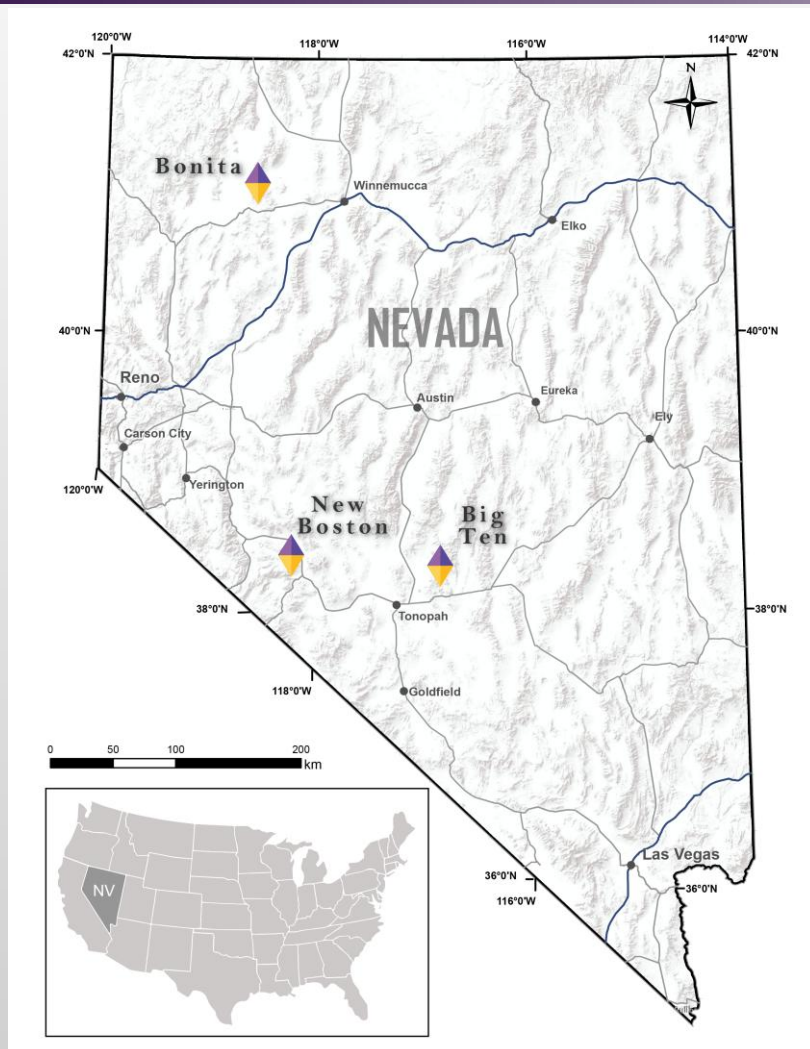 120°0'W
118°0'W
116°0'W
114°0'W
42°0'N
42°0'N
N
Bonita
Winnemucca
Elko
NEVADA
40°0'N
40°0'N
Reno
Austin
Eureka
Ely
Carson City
120°0'W
Yerington
New
Boston
Big
Ten
38°0'N
38°0'N
Tonopah
118°0'W
Goldfield
0 50 100 200
km
Las Vegas
36°0'N
36°0'N
116°0'W
NV